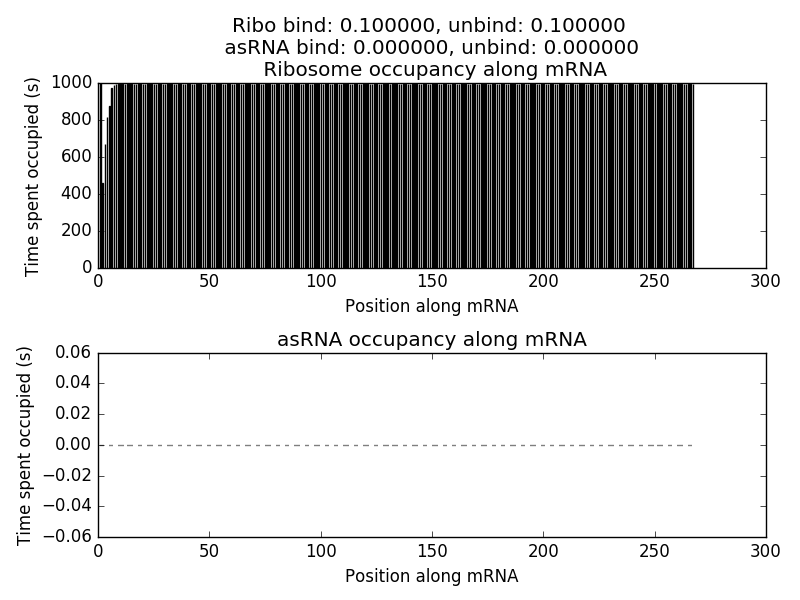 Ribo bind: 0.100000, unbind: 0.100000
asRNA bind: 0.000000, unbind: 0.000000
Ribosome occupancy along mRNA
Time spent occupied (s)
1000
800
600
400
200
0
0 50 100 150 200 250 300
Position along mRNA
asRNA occupancy along mRNA
Time spent occupied (s)
0.06
0.04
0.02
0.00
−0.02
−0.04
−0.06
0 50 100 150 200 250 300
Position along mRNA